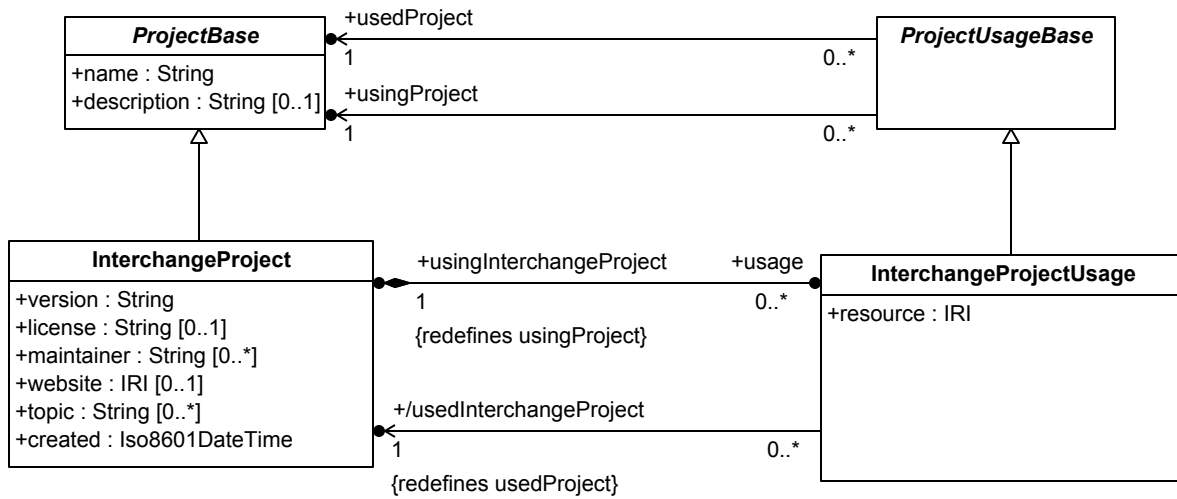 ProjectBase
+name : String
+description : String [0..1]
+usedProject
1
0..*
+usingProject
1
0..*
ProjectUsageBase
InterchangeProject
+version : String
+license : String [0..1]
+maintainer : String [0..*]
+website : IRI [0..1]
+topic : String [0..*]
+created : Iso8601DateTime
+usingInterchangeProject
+usage
1
0..*
{redefines usingProject}
+/usedInterchangeProject
1
0..*
{redefines usedProject}
InterchangeProjectUsage
+resource : IRI